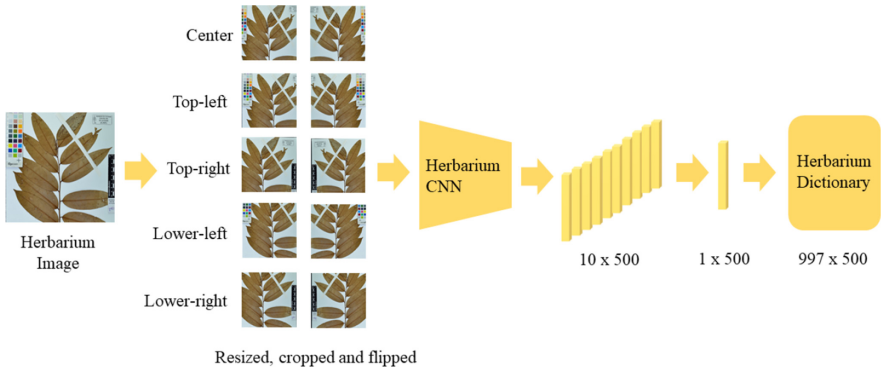 Center
Top-left
Top-right
Lower-left
Lower-right
Herbarium
Image
Resized, cropped and flipped
Herbarium
CNN
10 x 500
1 x 500
Herbarium
Dictionary
997 x 500